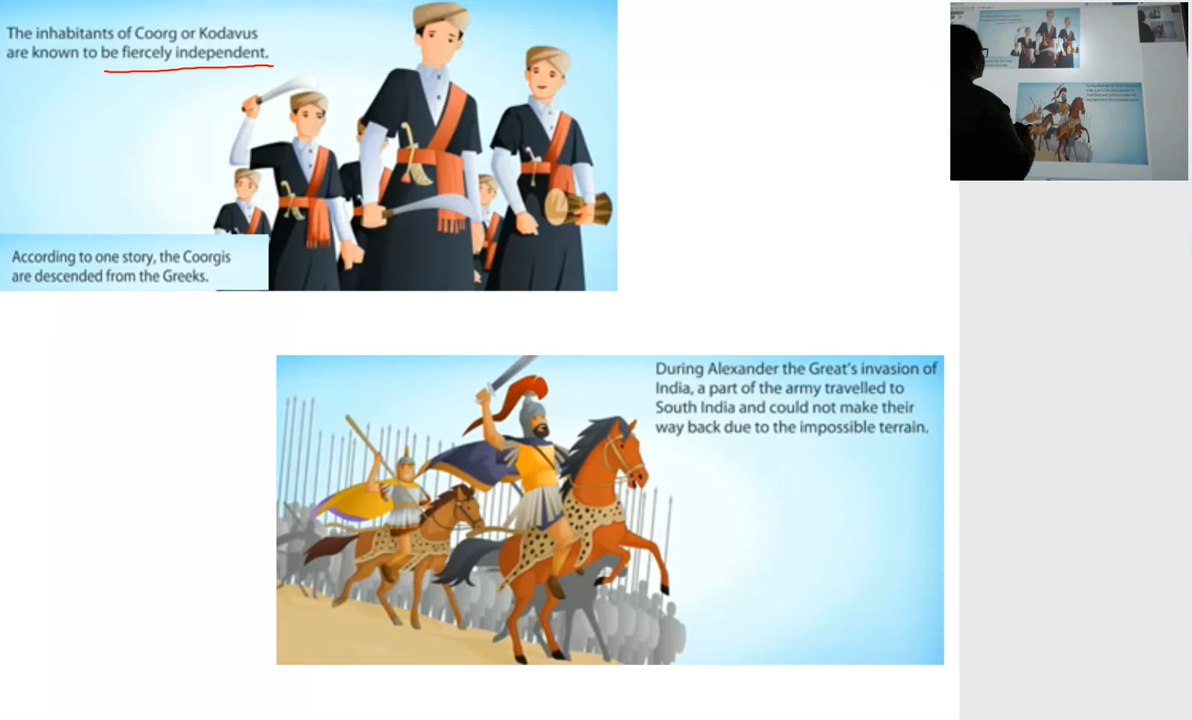 The inhabitants of Coorg or Kodavus
are known to be fiercely independent.
According to one story, the Coorgis
are descended from the Greeks.
During Alexander the Great's invasion of
India, a part of the army travelled to
South India and could not make their
way back due to the impossible terrain.